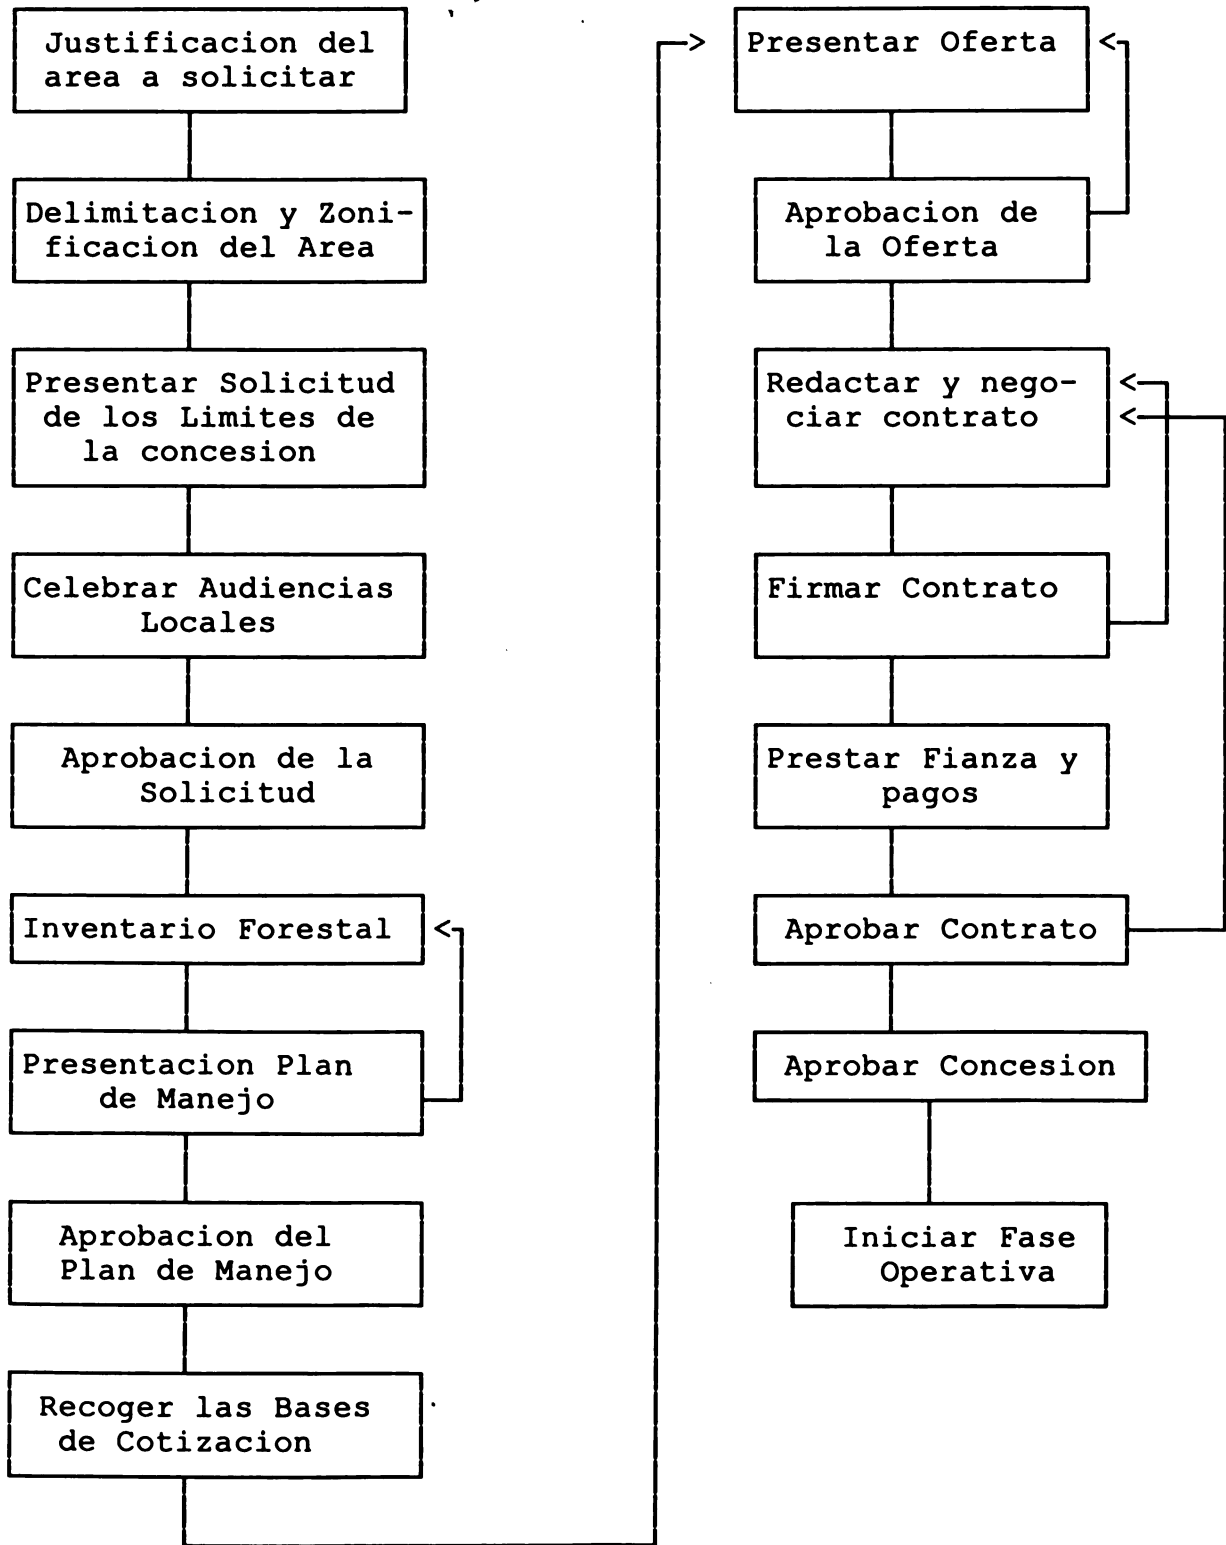 Justificacion del
area a solicitar
Delimitacion y Zoni-
ficacion del Area
Presentar Solicitud
de los Limites de
la concesion
Celebrar Audiencias
Locales
Aprobacion de la
Solicitud
Inventario Forestal
Presentacion Plan
de Manejo
Aprobacion del
Plan de Manejo
Recoger las Bases
de Cotizacion
Presentar Oferta
Aprobacion de
la Oferta
Redactar y nego-
ciar contrato
Firmar Contrato
Prestar Fianza y
pagos
Aprobar Contrato
Aprobar Concesion
Iniciar Fase
Operativa